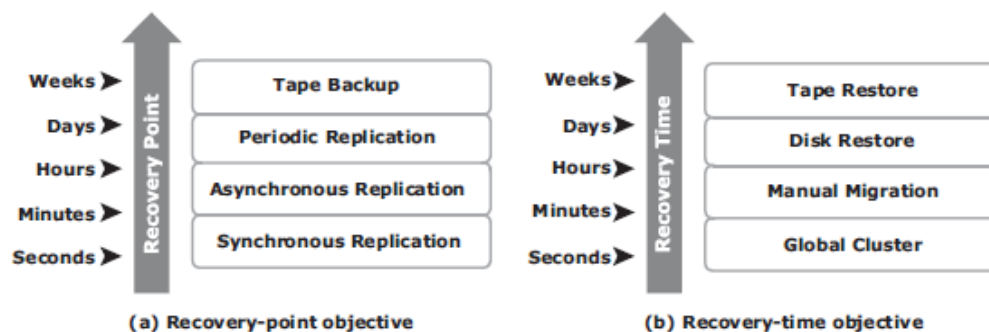 Weeks
Days
Hours
Minutes
Seconds
Recovery Point
Tape Backup
Periodic Replication
Asynchronous Replication
Synchronous Replication
(a) Recovery-point objective
Weeks
Days
Hours
Minutes
Seconds
Recovery Time
Tape Restore
Disk Restore
Manual Migration
Global Cluster
(b) Recovery-time objective